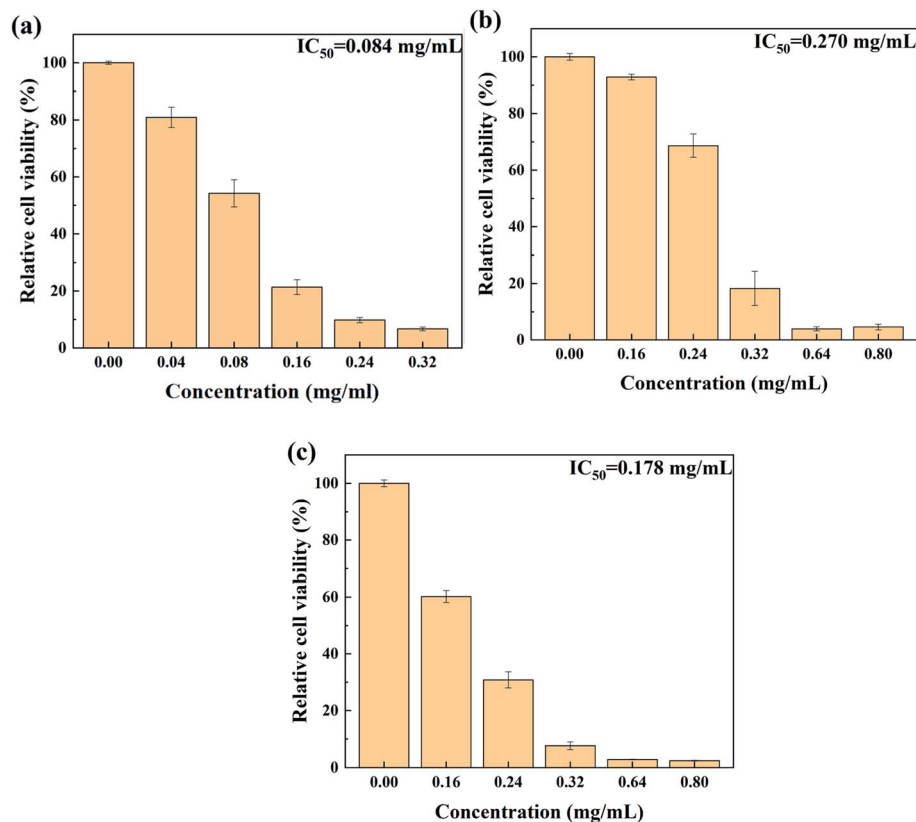 (a)
IC50=0.084 mg/mL
Relative cell viability (%)
100
80
60
40
20
0
0.00 0.04 0.08 0.16 0.24 0.32
Concentration (mg/ml)
(b)
IC50=0.270 mg/mL
Relative cell viability (%)
100
80
60
40
20
0
0.00 0.16 0.24 0.32 0.64 0.80
Concentration (mg/mL)
(c)
IC50=0.178 mg/mL
Relative cell viability (%)
100
80
60
40
20
0
0.00 0.16 0.24 0.32 0.64 0.80
Concentration (mg/mL)